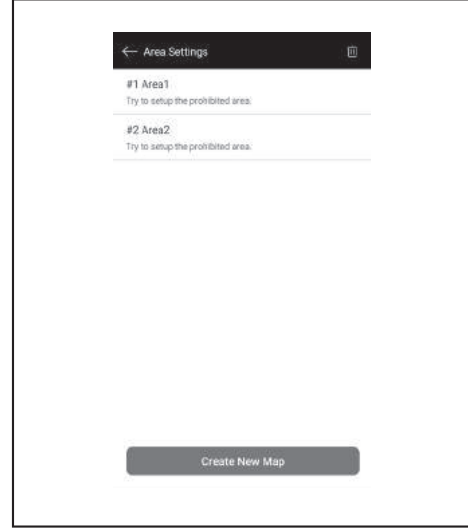 Area Settings
#1 Area1
Try to setup the prohibited area.
#2 Area2
Try to setup the prohibited area.
Create New Map